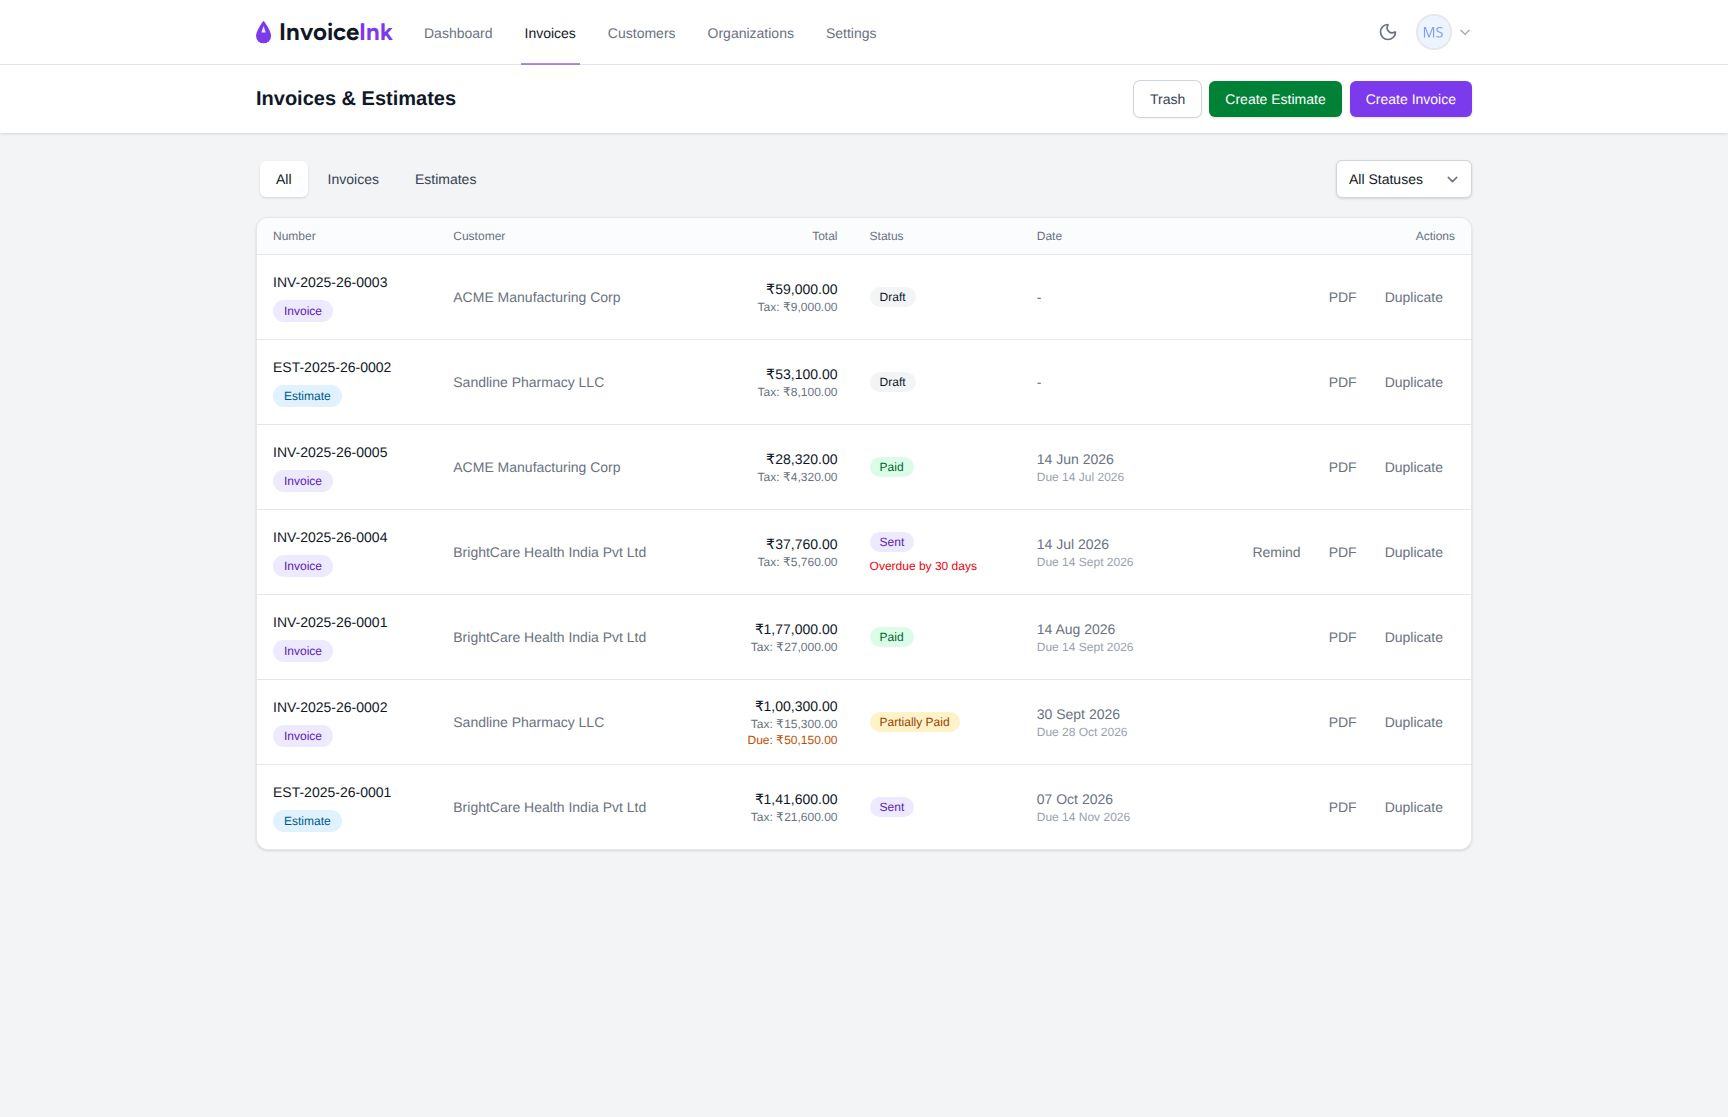 InvoiceInk Dashboard Invoices Customers Organizations Settings MS
Invoices & Estimates Trash Create Estimate Create Invoice
All Invoices Estimates All Statuses
Number Customer Total Status Date Actions
INV-2025-26-0003
Invoice
ACME Manufacturing Corp
₹59,000.00
Tax: ₹9,000.00
Draft
-
PDF Duplicate
EST-2025-26-0002
Estimate
Sandline Pharmacy LLC
₹53,100.00
Tax: ₹8,100.00
Draft
-
PDF Duplicate
INV-2025-26-0005
Invoice
ACME Manufacturing Corp
₹28,320.00
Tax: ₹4,320.00
Paid
14 Jun 2026
Due 14 Jul 2026
PDF Duplicate
INV-2025-26-0004
Invoice
BrightCare Health India Pvt Ltd
₹37,760.00
Tax: ₹5,760.00
Sent
Overdue by 30 days
14 Jul 2026
Due 14 Sept 2026
Remind PDF Duplicate
INV-2025-26-0001
Invoice
BrightCare Health India Pvt Ltd
₹1,77,000.00
Tax: ₹27,000.00
Paid
14 Aug 2026
Due 14 Sept 2026
PDF Duplicate
INV-2025-26-0002
Invoice
Sandline Pharmacy LLC
₹1,00,300.00
Tax: ₹15,300.00
Due: ₹50,150.00
Partially Paid
30 Sept 2026
Due 28 Oct 2026
PDF Duplicate
EST-2025-26-0001
Estimate
BrightCare Health India Pvt Ltd
₹1,41,600.00
Tax: ₹21,600.00
Sent
07 Oct 2026
Due 14 Nov 2026
PDF Duplicate